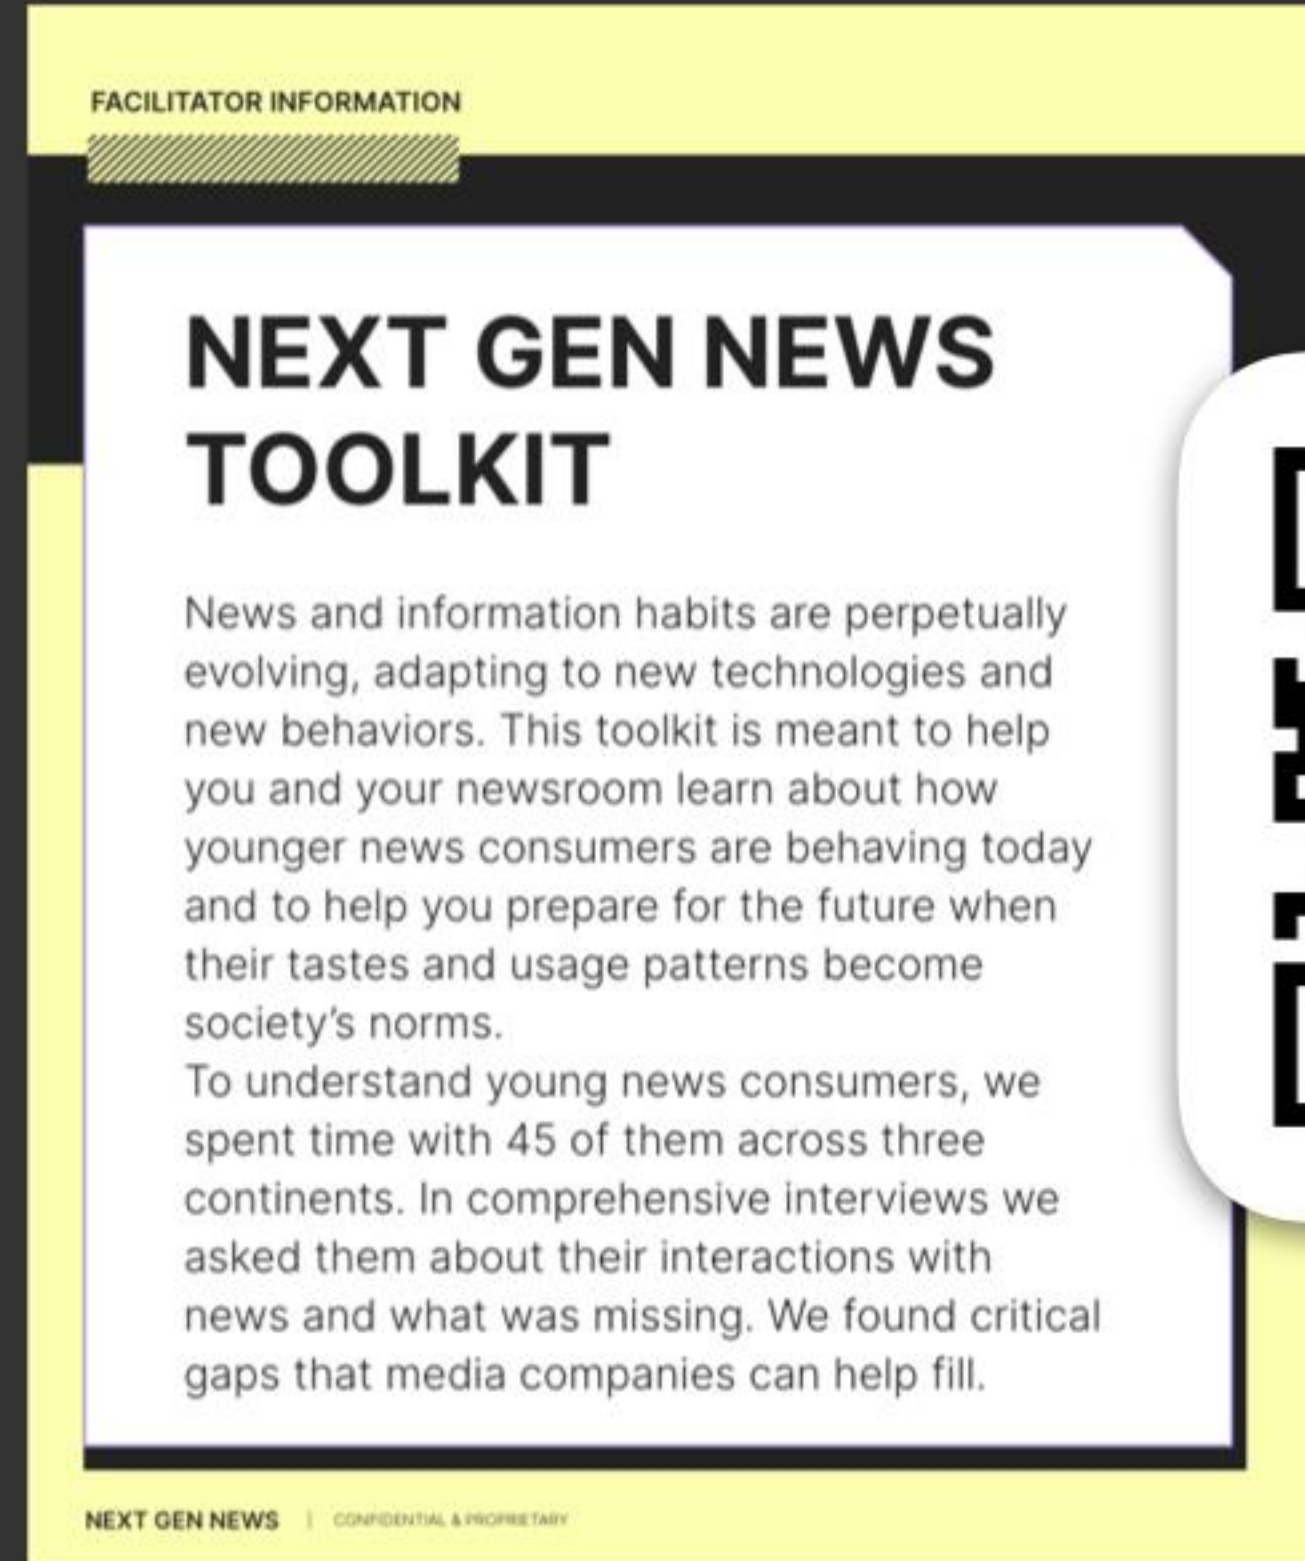 FACILITATOR INFORMATION
NEXT GEN NEWS
TOOLKIT
News and information habits are perpetually
evolving, adapting to new technologies and
new behaviors. This toolkit is meant to help
you and your newsroom learn about how
younger news consumers are behaving today
and to help you prepare for the future when
their tastes and usage patterns become
society’s norms.
To understand young news consumers, we
spent time with 45 of them across three
continents. In comprehensive interviews we
asked them about their interactions with
news and what was missing. We found critical
gaps that media companies can help fill.
NEXT GEN NEWS | CONFIDENTIAL & PROPRIETARY